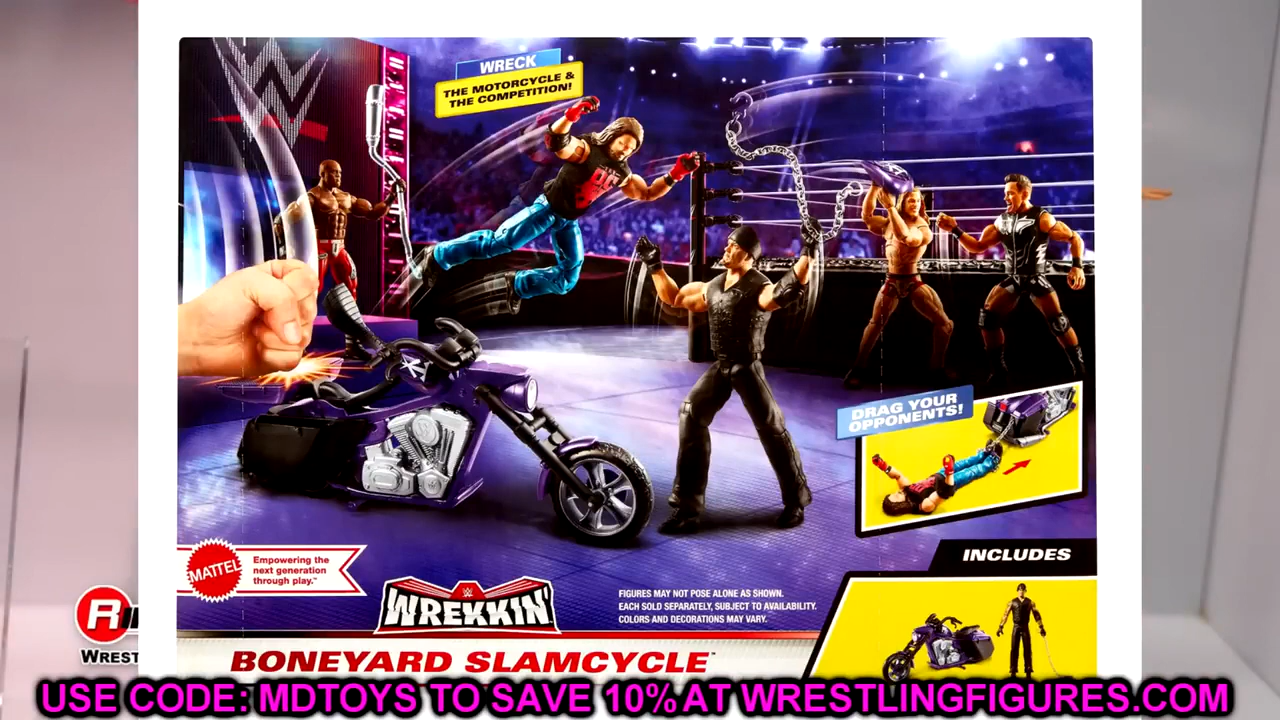 WRECK
THE MOTORCYCLE &
THE COMPETITION!
DRAG YOUR
OPPONENTS!
INCLUDES
MATTEL
Empowering the
next generation
through play.™
WREKKIN'
FIGURES MAY NOT POSE ALONE AS SHOWN.
EACH SOLD SEPARATELY, SUBJECT TO AVAILABILITY.
COLORS AND DECORATIONS MAY VARY.
BONEYARD SLAMCYCLE™
USE CODE: MDTOYS TO SAVE 10% AT WRESTLINGFIGURES.COM